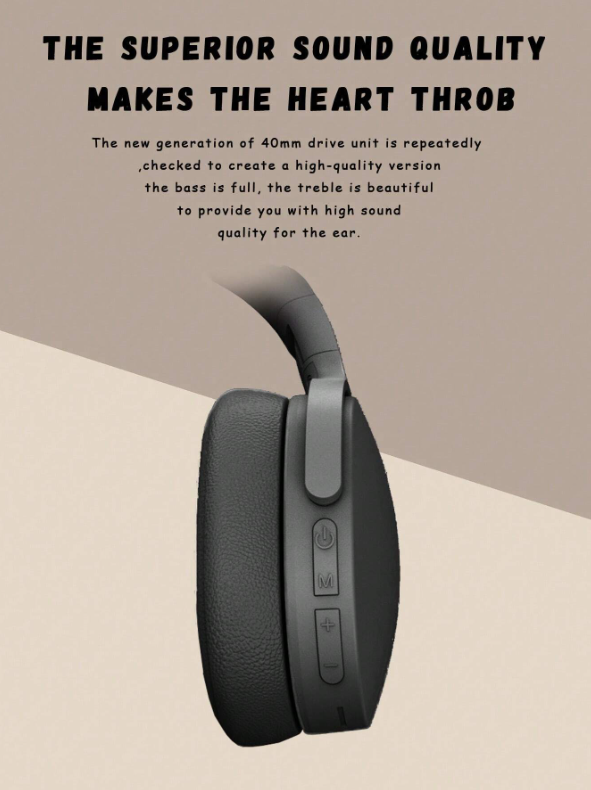 THE SUPERIOR SOUND QUALITY
MAKES THE HEART THROB
The new generation of 40mm drive unit is repeatedly
,checked to create a high-quality version
the bass is full, the treble is beautiful
to provide you with high sound
quality for the ear.
M
+
-